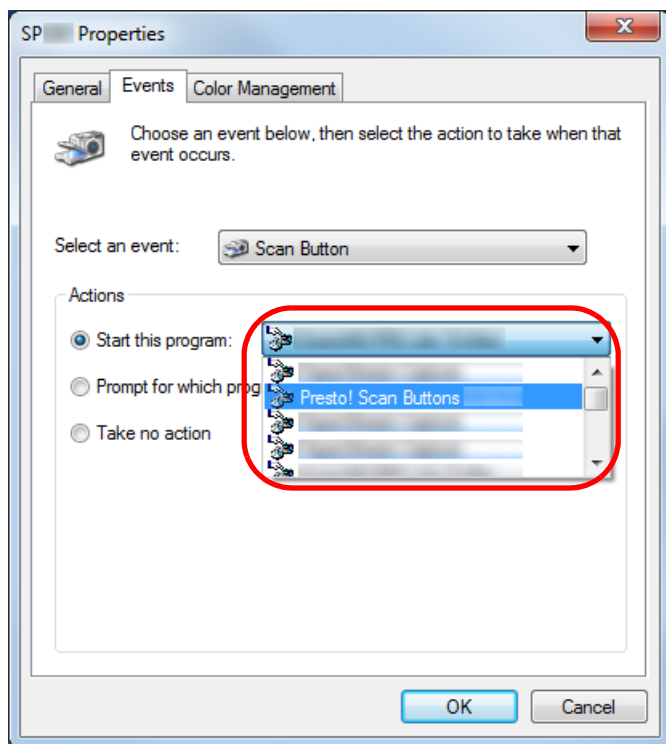 SP Properties
General Events Color Management
Choose an event below, then select the action to take when that
event occurs.
Select an event: Scan Button
Actions
Start this program:
Prompt for which prog
Presto! Scan Buttons
Take no action
OK Cancel